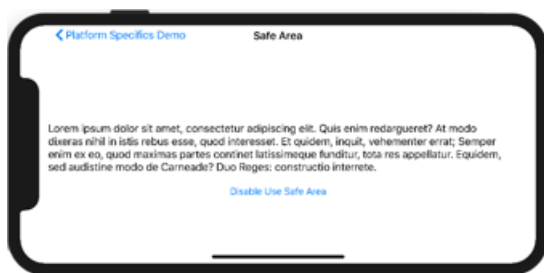 Platform Specifics Demo
Safe Area
Lorem ipsum dolor sit amet, consectetur adipiscing elit. Quis enim redargueret? At modo
dixeras nihil in istis rebus esse, quod interesset. Et quidem, inquit, vehementer errat; Semper
enim ex eo, quod maximas partes continet latissimeque funditur, tota res appellatur. Equidem,
sed audistine modo de Carneade? Duo Reges: constructio interrete.
Disable Use Safe Area